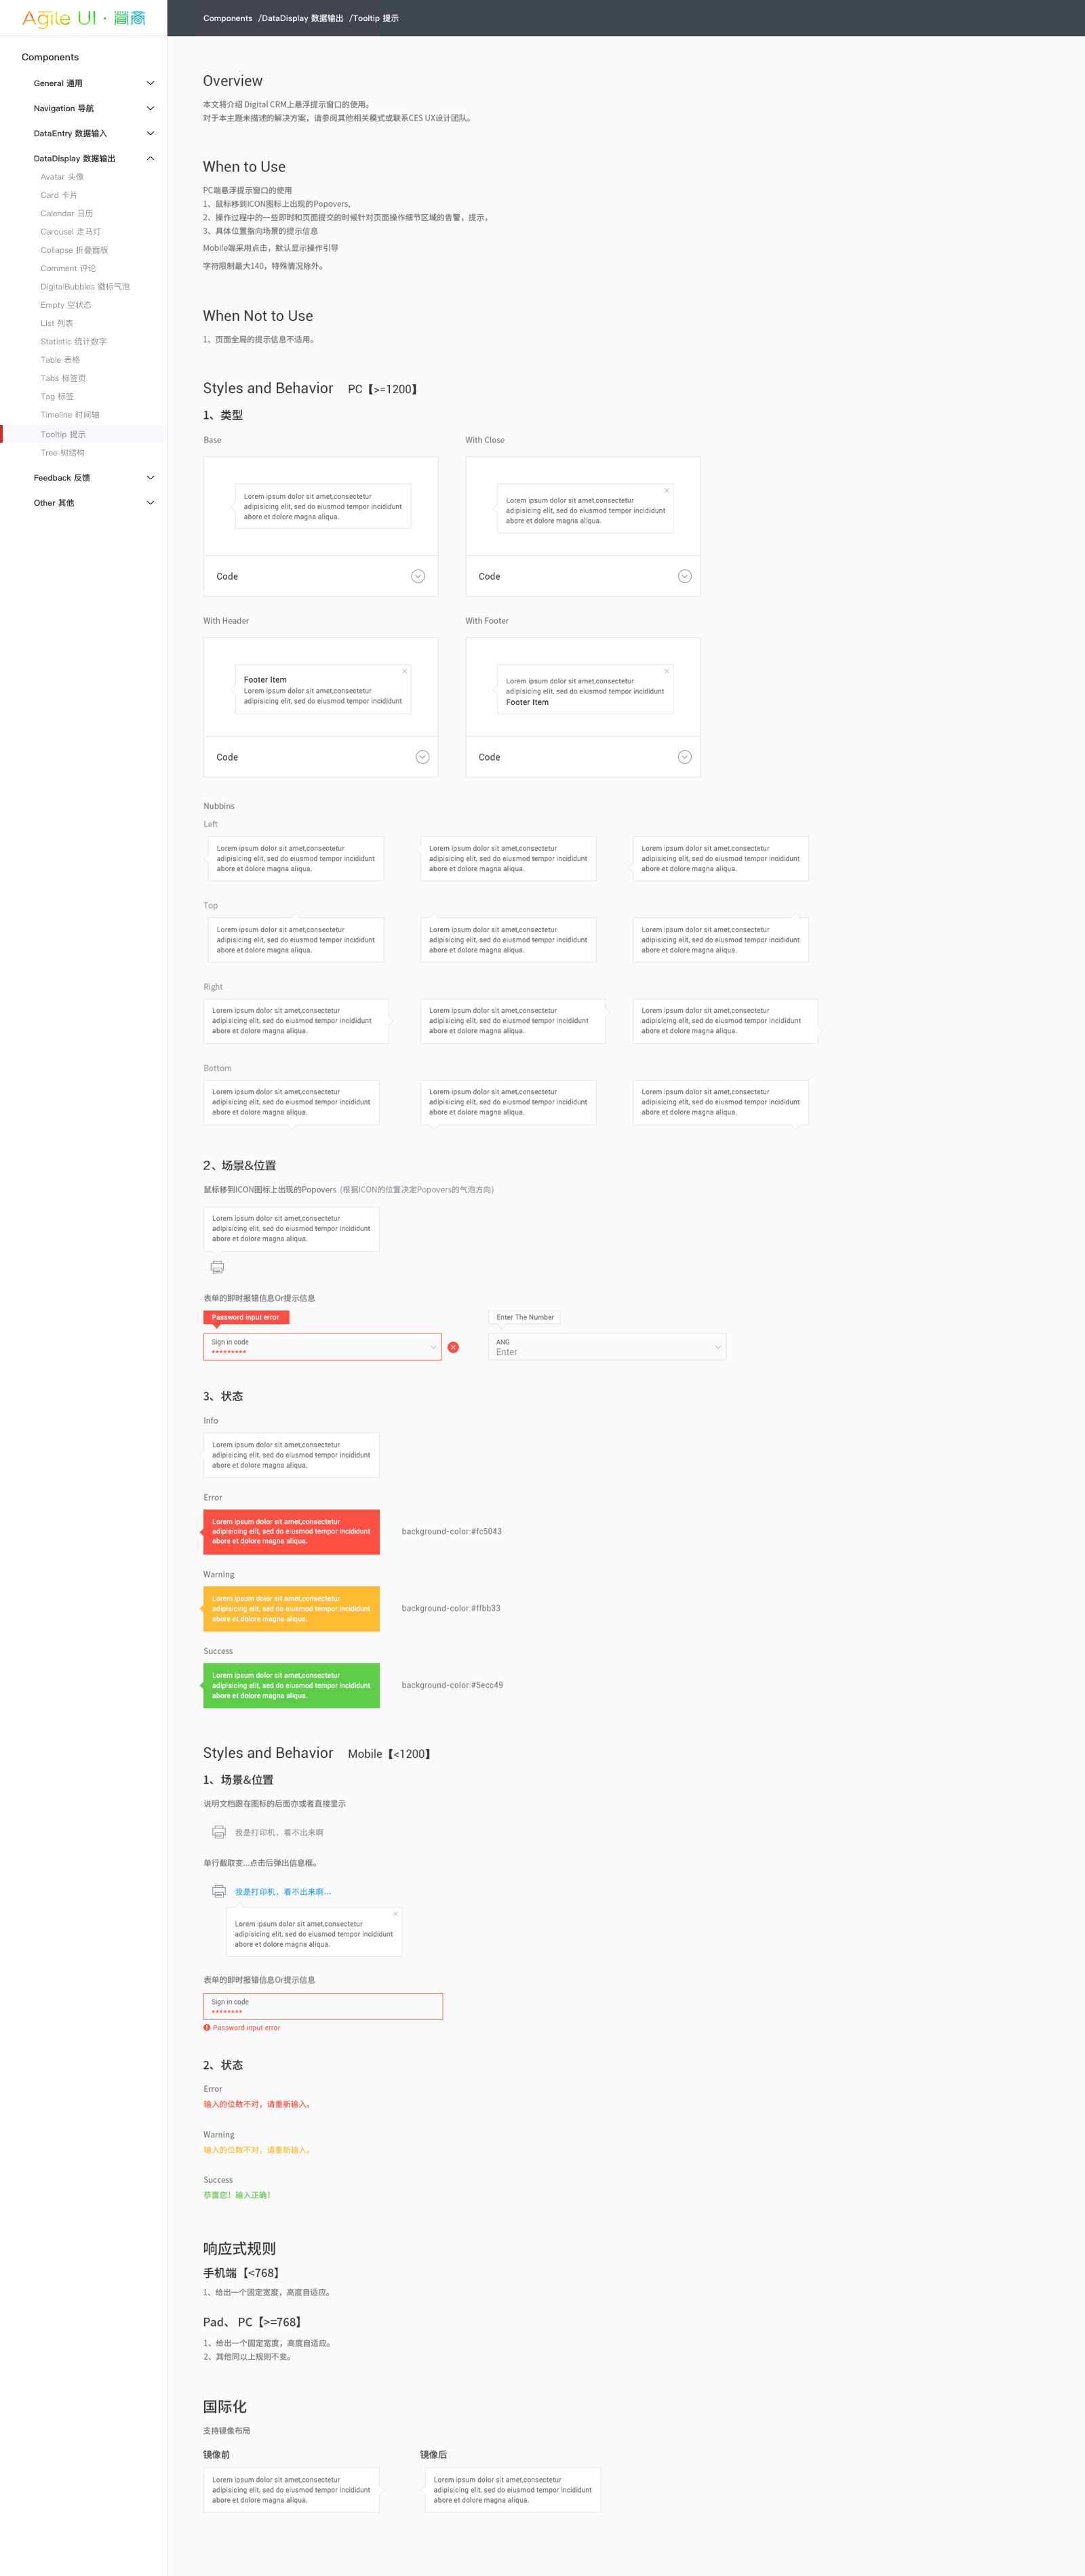 Agile UI · 营商
Components /DataDisplay 数据输出 /Tooltip 提示
Components
General 通用
Navigation 导航
DataEntry 数据输入
DataDisplay 数据输出
Avatar 头像
Card 卡片
Calendar 日历
Carousel 走马灯
Collapse 折叠面板
Comment 评论
DigitalBubbles 徽标气泡
Empty 空状态
List 列表
Statistic 统计数字
Table 表格
Tabs 标签页
Tag 标签
Timeline 时间轴
Tooltip 提示
Tree 树结构
Feedback 反馈
Other 其他
Overview
本文将介绍 Digital CRM上悬浮提示窗口的使用。
对于本主题未描述的解决方案，请参阅其他相关模式或联系CES UX设计团队。
When to Use
PC端悬浮提示窗口的使用
1、鼠标移到ICON图标上出现的Popovers,
2、操作过程中的一些即时和页面提交的时候针对页面操作细节区域的告警，提示，
3、具体位置指向场景的提示信息
Mobile端采用点击，默认显示操作引导
字符限制最大140，特殊情况除外。
When Not to Use
1、页面全局的提示信息不适用。
Styles and Behavior PC【>=1200】
1、类型
Base
Lorem ipsum dolor sit amet,consectetur
adipisicing elit, sed do eiusmod tempor incididunt
abore et dolore magna aliqua.
Code
With Close
Lorem ipsum dolor sit amet,consectetur
adipisicing elit, sed do eiusmod tempor incididunt
abore et dolore magna aliqua.
Code
With Header
Footer Item
Lorem ipsum dolor sit amet,consectetur
adipisicing elit, sed do eiusmod tempor incididunt
Code
With Footer
Lorem ipsum dolor sit amet,consectetur
adipisicing elit, sed do eiusmod tempor incididunt
Footer Item
Code
Nubbins
Left
Lorem ipsum dolor sit amet,consectetur
adipisicing elit, sed do eiusmod tempor incididunt
abore et dolore magna aliqua.
Lorem ipsum dolor sit amet,consectetur
adipisicing elit, sed do eiusmod tempor incididunt
abore et dolore magna aliqua.
Lorem ipsum dolor sit amet,consectetur
adipisicing elit, sed do eiusmod tempor incididunt
abore et dolore magna aliqua.
Top
Lorem ipsum dolor sit amet,consectetur
adipisicing elit, sed do eiusmod tempor incididunt
abore et dolore magna aliqua.
Lorem ipsum dolor sit amet,consectetur
adipisicing elit, sed do eiusmod tempor incididunt
abore et dolore magna aliqua.
Lorem ipsum dolor sit amet,consectetur
adipisicing elit, sed do eiusmod tempor incididunt
abore et dolore magna aliqua.
Right
Lorem ipsum dolor sit amet,consectetur
adipisicing elit, sed do eiusmod tempor incididunt
abore et dolore magna aliqua.
Lorem ipsum dolor sit amet,consectetur
adipisicing elit, sed do eiusmod tempor incididunt
abore et dolore magna aliqua.
Lorem ipsum dolor sit amet,consectetur
adipisicing elit, sed do eiusmod tempor incididunt
abore et dolore magna aliqua.
Bottom
Lorem ipsum dolor sit amet,consectetur
adipisicing elit, sed do eiusmod tempor incididunt
abore et dolore magna aliqua.
Lorem ipsum dolor sit amet,consectetur
adipisicing elit, sed do eiusmod tempor incididunt
abore et dolore magna aliqua.
Lorem ipsum dolor sit amet,consectetur
adipisicing elit, sed do eiusmod tempor incididunt
abore et dolore magna aliqua.
2、场景&位置
鼠标移到ICON图标上出现的Popovers (根据ICON的位置决定Popovers的气泡方向)
Lorem ipsum dolor sit amet,consectetur
adipisicing elit, sed do eiusmod tempor incididunt
abore et dolore magna aliqua.
表单的即时报错信息Or提示信息
Password input error
Sign in code
*********
Enter The Number
ANG
Enter
3、状态
Info
Lorem ipsum dolor sit amet,consectetur
adipisicing elit, sed do eiusmod tempor incididunt
abore et dolore magna aliqua.
Error
Lorem ipsum dolor sit amet,consectetur
adipisicing elit, sed do eiusmod tempor incididunt
abore et dolore magna aliqua.
background-color:#fc5043
Warning
Lorem ipsum dolor sit amet,consectetur
adipisicing elit, sed do eiusmod tempor incididunt
abore et dolore magna aliqua.
background-color:#ffbb33
Success
Lorem ipsum dolor sit amet,consectetur
adipisicing elit, sed do eiusmod tempor incididunt
abore et dolore magna aliqua.
background-color:#5ecc49
Styles and Behavior Mobile【<1200】
1、场景&位置
说明文档跟在图标的后面亦或者直接显示
我是打印机，看不出来啊
单行截取变...点击后弹出信息框。
我是打印机，看不出来啊...
Lorem ipsum dolor sit amet,consectetur
adipisicing elit, sed do eiusmod tempor incididunt
abore et dolore magna aliqua.
表单的即时报错信息Or提示信息
Sign in code
********
Password input error
2、状态
Error
输入的位数不对，请重新输入。
Warning
输入的位数不对，请重新输入。
Success
恭喜您！输入正确！
响应式规则
手机端【<768】
1、给出一个固定宽度，高度自适应。
Pad、 PC【>=768】
1、给出一个固定宽度，高度自适应。
2、其他同以上规则不变。
国际化
支持镜像布局
镜像前
Lorem ipsum dolor sit amet,consectetur
adipisicing elit, sed do eiusmod tempor incididunt
abore et dolore magna aliqua.
镜像后
Lorem ipsum dolor sit amet,consectetur
adipisicing elit, sed do eiusmod tempor incididunt
abore et dolore magna aliqua.